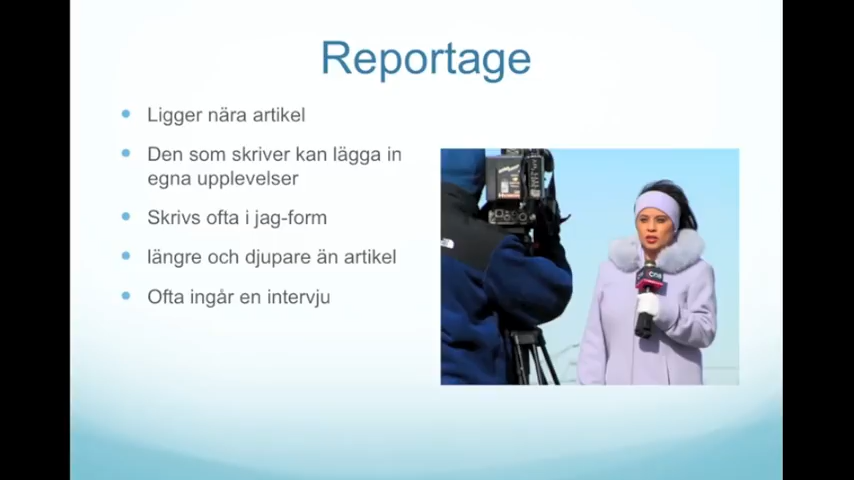 Reportage
Ligger nära artikel
Den som skriver kan lägga in
egna upplevelser
Skrivs ofta i jag-form
längre och djupare än artikel
Ofta ingår en intervju